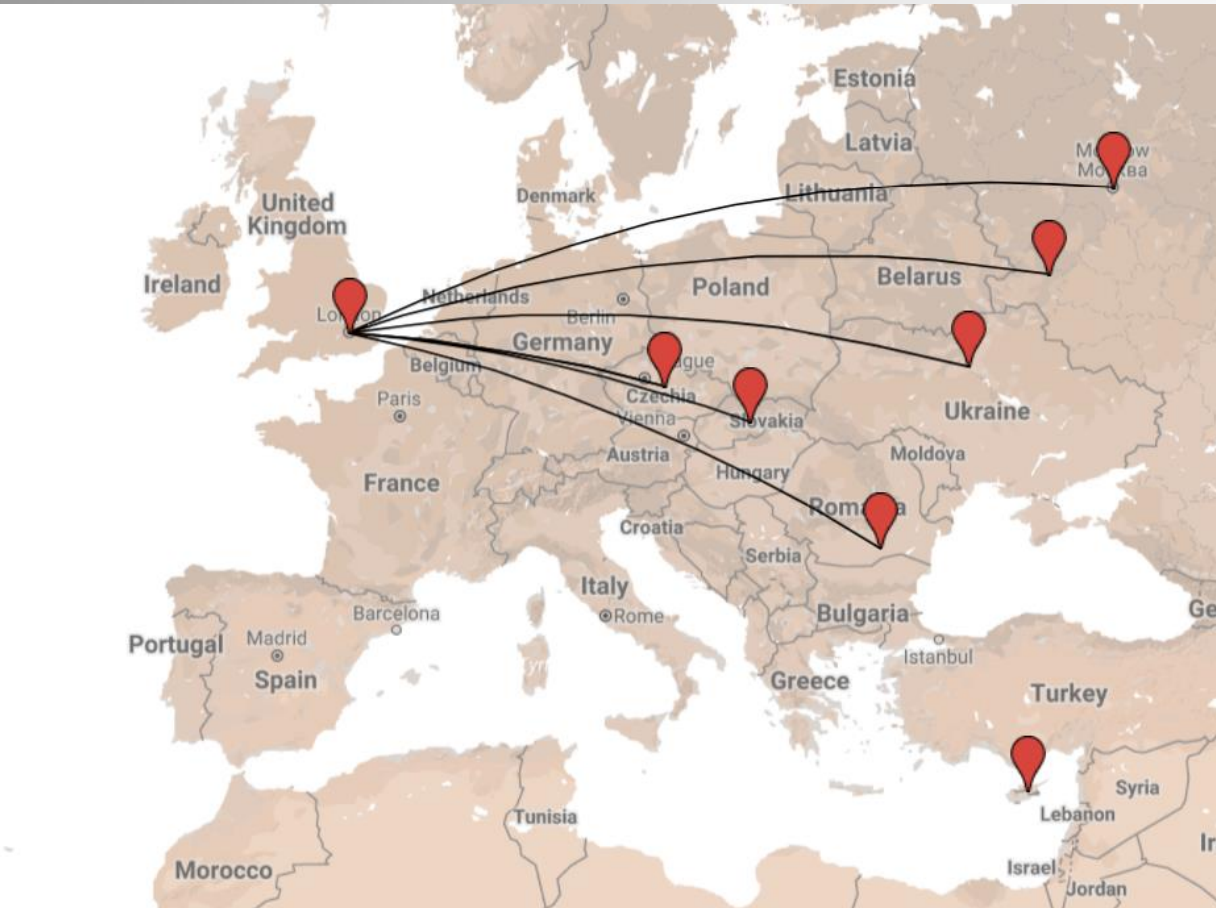 Estonia
Latvia
Lithuania
Denmark
United
Kingdom
Ireland
Netherlands
Belarus
Poland
Berlin
Germany
Belgium
Czechia
Paris
Vienna
Slovakia
Ukraine
Austria
Moldova
Hungary
France
Croatia
Serbia
Italy
Barcelona
Bulgaria
Rome
Portugal
Madrid
Istanbul
Spain
Greece
Turkey
Syria
Lebanon
Tunisia
Israel
Morocco
Jordan